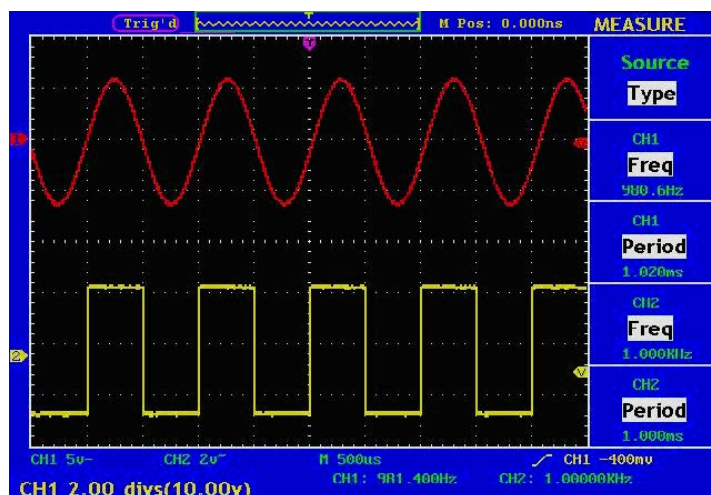 Trig'd
T
M Pos: 0.000ns
MEASURE
T
Source
Type
1
CH1
Freq
980.6Hz
CH1
Period
1.020ms
CH2
Freq
1.000KHz
2
V
CH2
Period
1.000ms
CH1 5v-
CH2 2v~
M 500us
CH1 -400mv
CH1 2.00 divs(10.00v)
CH1: 981.400Hz
CH2: 1.00000KHz